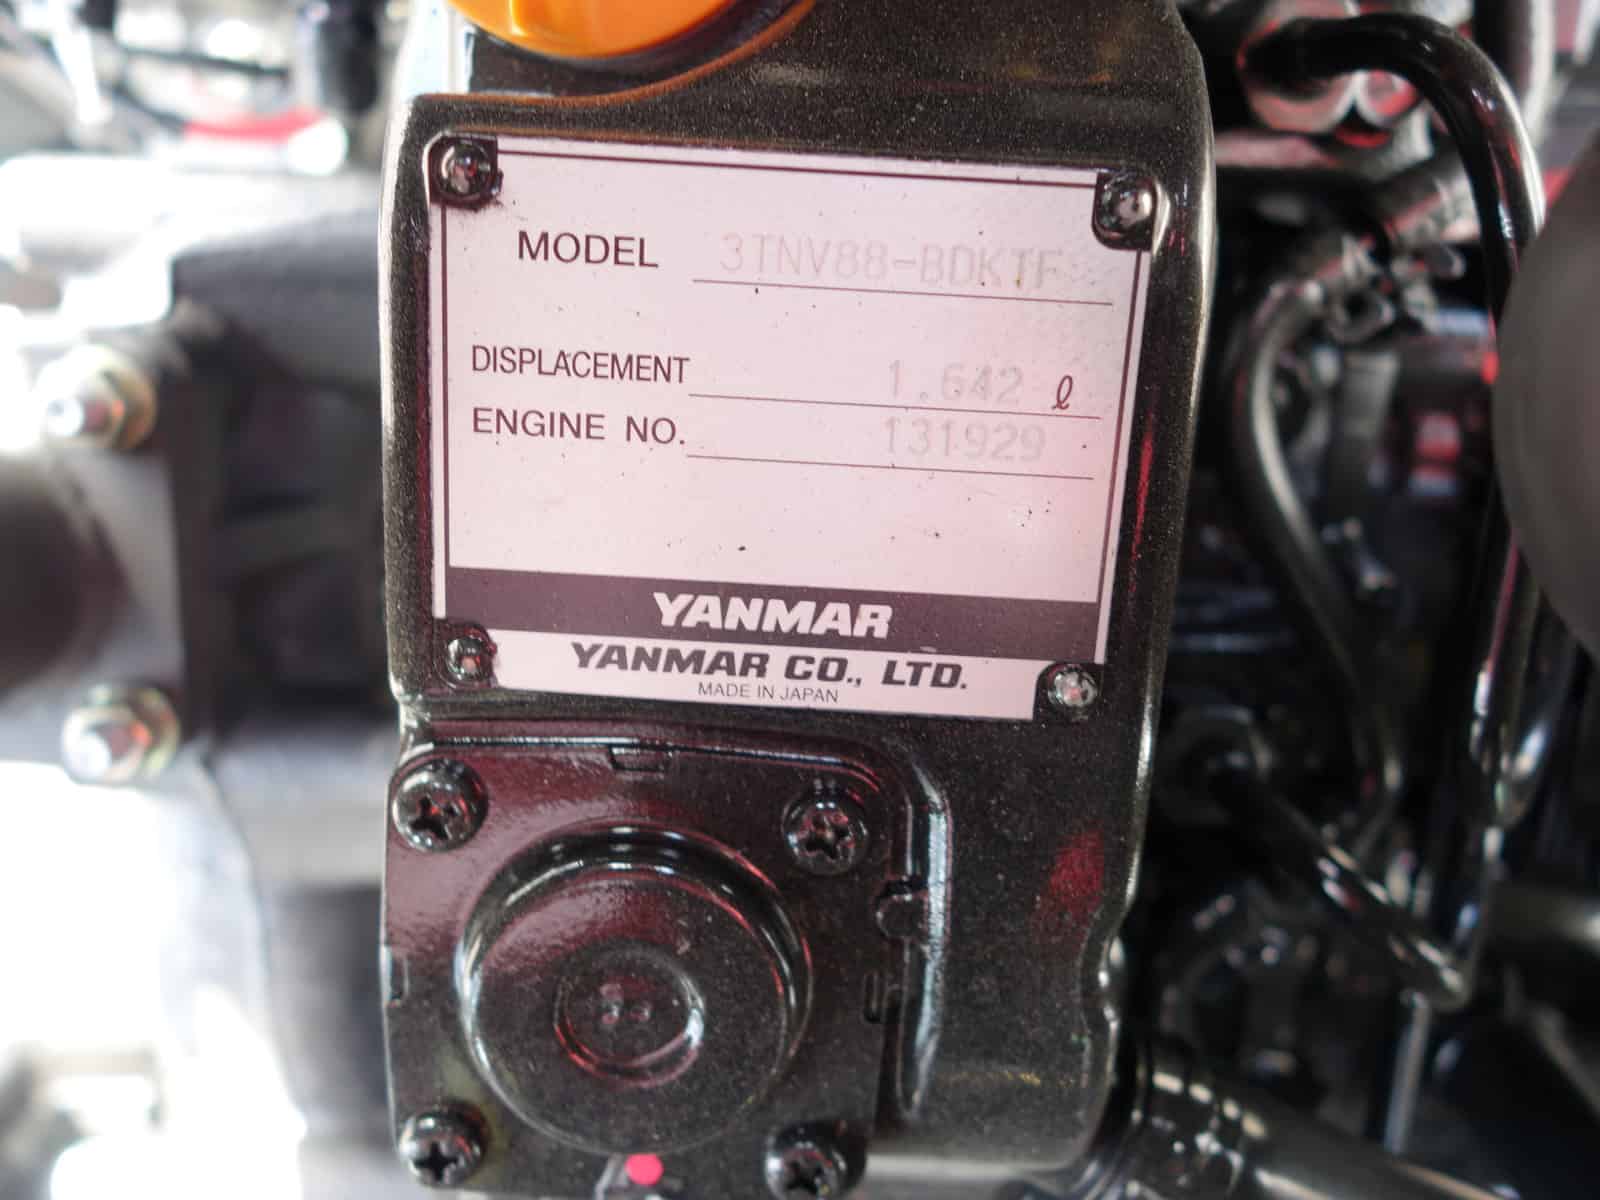 MODEL 3TNV88-BDKTF
DISPLACEMENT 1.642 ℓ
ENGINE NO. 131929
YANMAR
YANMAR CO., LTD.
MADE IN JAPAN